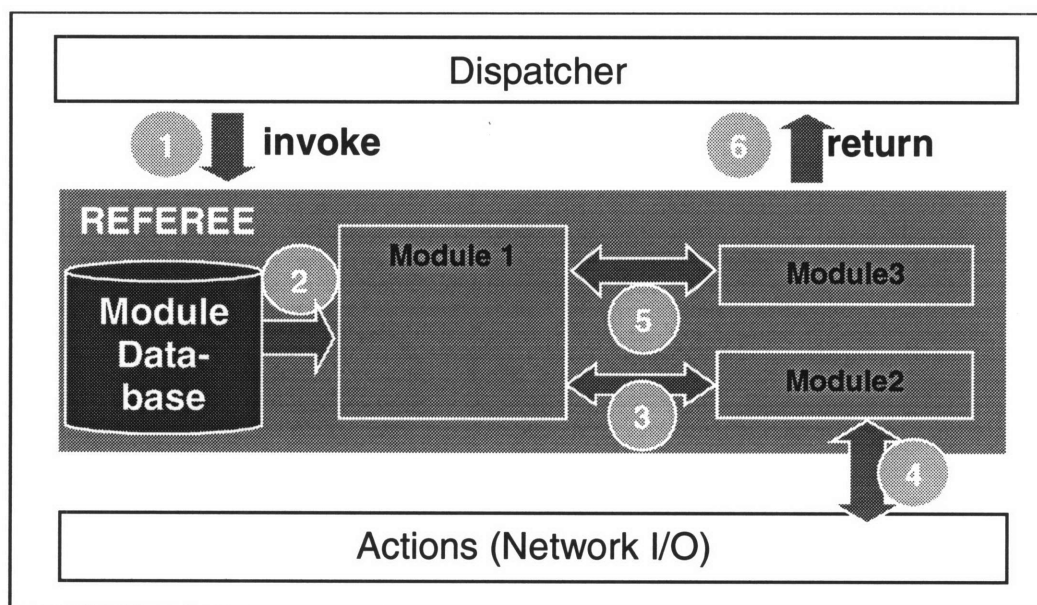 Dispatcher
1
invoke
6
return
REFEREE
Module
Data-
base
2
Module 1
5
Module3
3
Module2
4
Actions (Network I/O)